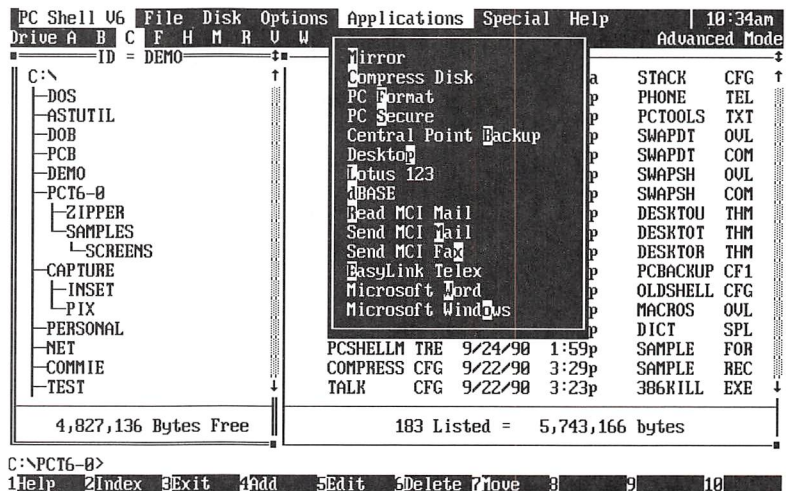 PC Shell V6 File Disk Options Applications Special Help 10:34am
Drive A B C F H M R V W Advanced Mode
ID = DEMO
C:\
DOS
ASTUTIL
DOB
PCB
DEMO
PCT6-0
ZIPPER
SAMPLES
SCREENS
CAPTURE
INSET
PIX
PERSONAL
NET
COMMIE
TEST
4,827,136 Bytes Free
Mirror
Compress Disk
PC Format
PC Secure
Central Point Backup
Desktop
Lotus 123
dBASE
Read MCI Mail
Send MCI Mail
Send MCI Fax
EasyLink Telex
Microsoft Word
Microsoft Windows
a STACK CFG
p PHONE TEL
p PCTOOLS TXT
p SWAPDT OVL
p SWAPDT COM
p SWAPSH OVL
p SWAPSH COM
p DESKTOU THM
p DESKTOT THM
p DESKTOR THM
p PCBACKUP CF1
p OLDSHELL CFG
p MACROS OVL
p DICT SPL
PCSHELLM TRE 9/24/90 1:59p SAMPLE FOR
COMPRESS CFG 9/22/90 3:29p SAMPLE REC
TALK CFG 9/22/90 3:23p 386KILL EXE
183 Listed = 5,743,166 bytes
C:\PCT6-0>
1Help 2Index 3Exit 4Add 5Edit 6Delete 7Move 8 9 10